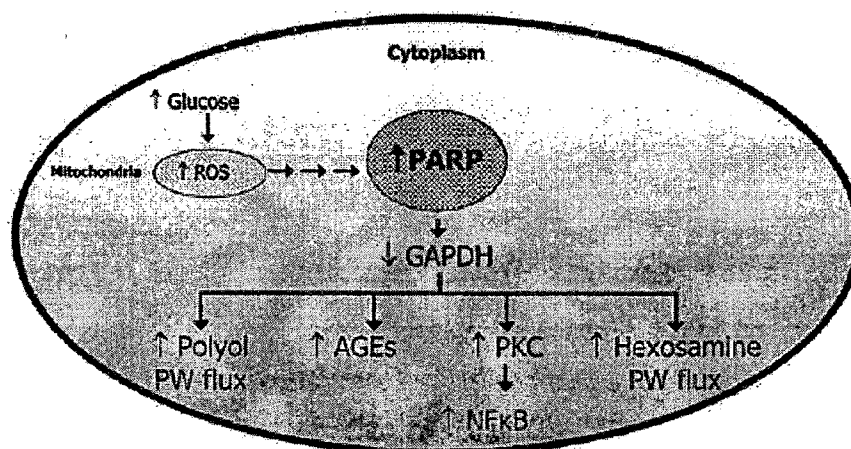 Cytoplasm
↑ Glucose
Mitochondria
↑ ROS
↑PARP
↓ GAPDH
↑ Polyol
PW flux
↑ AGEs
↑ PKC
↑ Hexosamine
PW flux
↑ NFκB